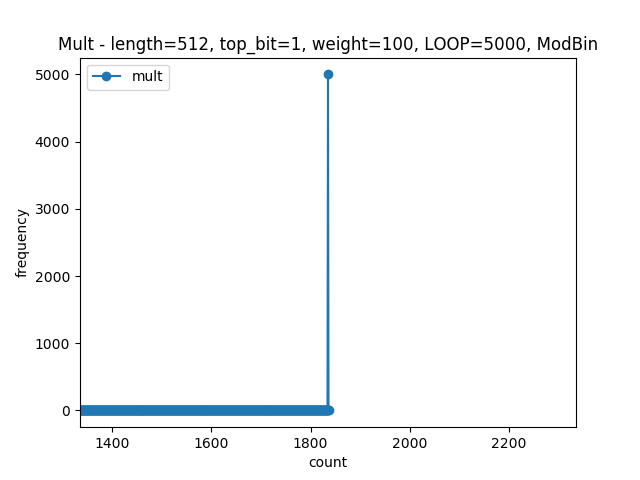 Mult - length=512, top_bit=1, weight=100, LOOP=5000, ModBin
mult
5000
4000
3000
2000
1000
0
frequency
1400 1600 1800 2000 2200
count